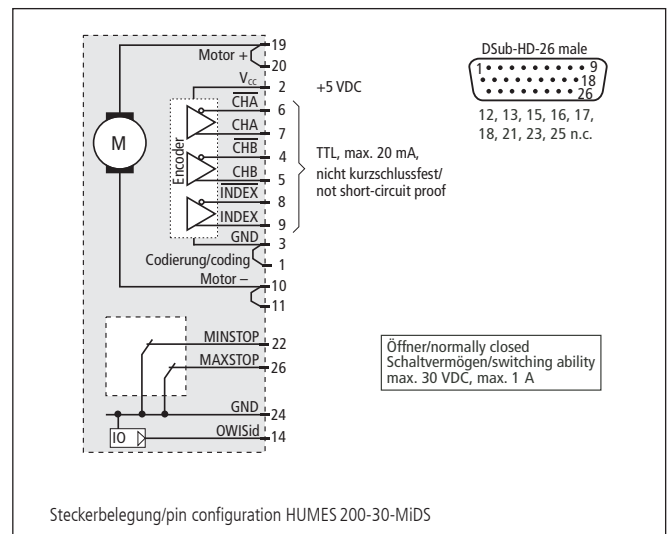 19
Motor +
20
VCC 2 +5 VDC
CHA 6
CHA 7
CHB 4
CHB 5
INDEX 8
INDEX 9
GND 3
Codierung/coding
1
Motor – 10
11
M
Encoder
TTL, max. 20 mA,
nicht kurzschlussfest/
not short-circuit proof
DSub-HD-26 male
1 9
18
26
12, 13, 15, 16, 17,
18, 21, 23, 25 n.c.
MINSTOP 22
MAXSTOP 26
GND 24
IO OWISid 14
Öffner/normally closed
Schaltvermögen/switching ability
max. 30 VDC, max. 1 A
Steckerbelegung/pin configuration HUMES 200-30-MiDS